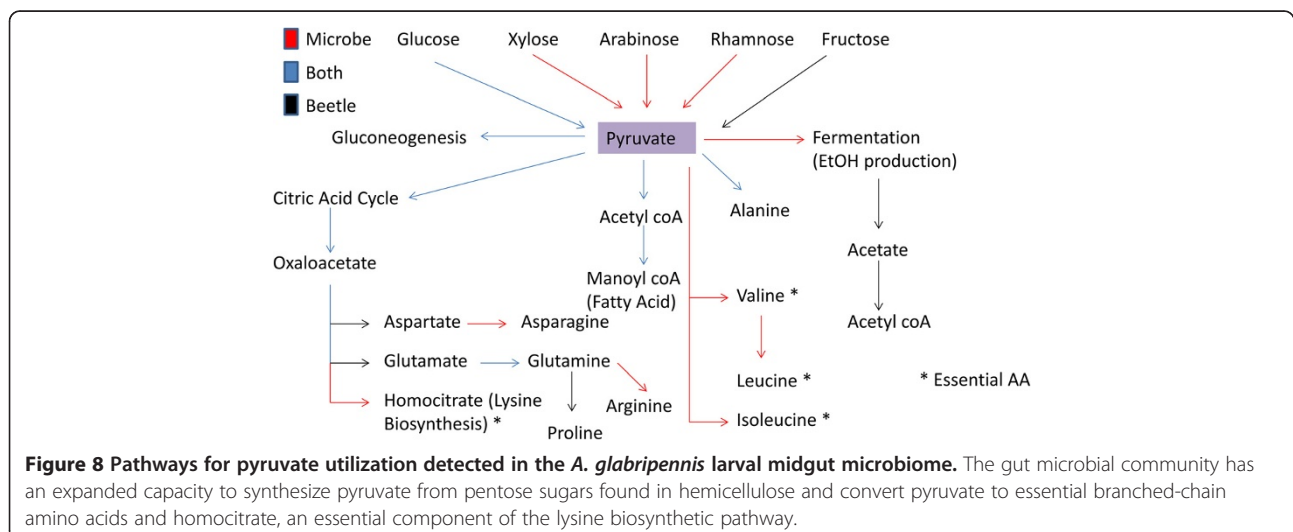 Microbe
Both
Beetle
Glucose
Xylose
Arabinose
Rhamnose
Fructose
Gluconeogenesis
Pyruvate
Fermentation
(EtOH production)
Citric Acid Cycle
Acetyl coA
Alanine
Acetate
Oxaloacetate
Manoyl coA
(Fatty Acid)
Valine *
Acetyl coA
Aspartate
Asparagine
Glutamate
Glutamine
Leucine *
* Essential AA
Homocitrate (Lysine
Biosynthesis) *
Arginine
Isoleucine *
Proline
Figure 8 Pathways for pyruvate utilization detected in the A. glabripennis larval midgut microbiome. The gut microbial community has
an expanded capacity to synthesize pyruvate from pentose sugars found in hemicellulose and convert pyruvate to essential branched-chain
amino acids and homocitrate, an essential component of the lysine biosynthetic pathway.